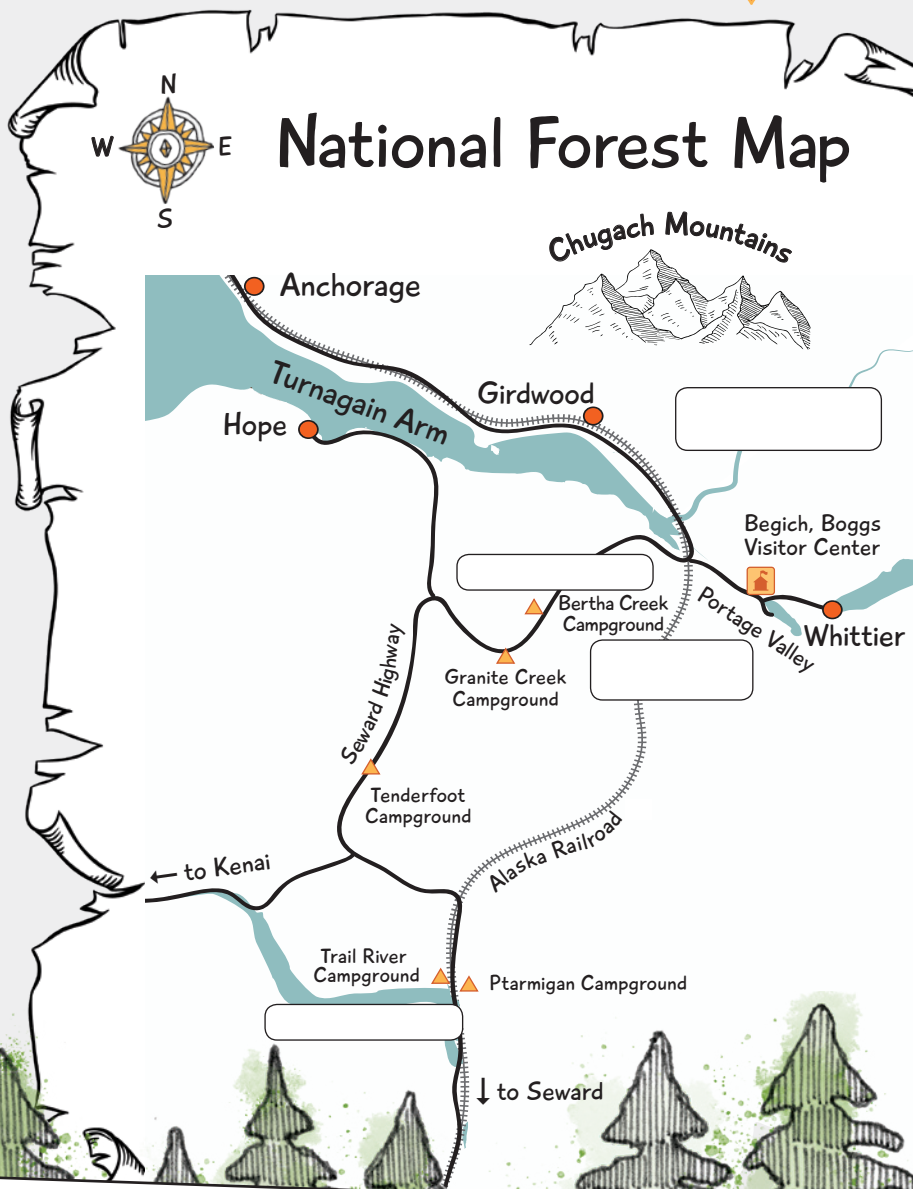 N
W
E
S
National Forest Map
Chugach Mountains
Anchorage
Turnagain Arm
Girdwood
Hope
Begich, Boggs
Visitor Center
Bertha Creek
Campground
Portage Valley
Whittier
Granite Creek
Campground
Seward Highway
Tenderfoot
Campground
Alaska Railroad
← to Kenai
Trail River
Campground
Ptarmigan Campground
↓ to Seward